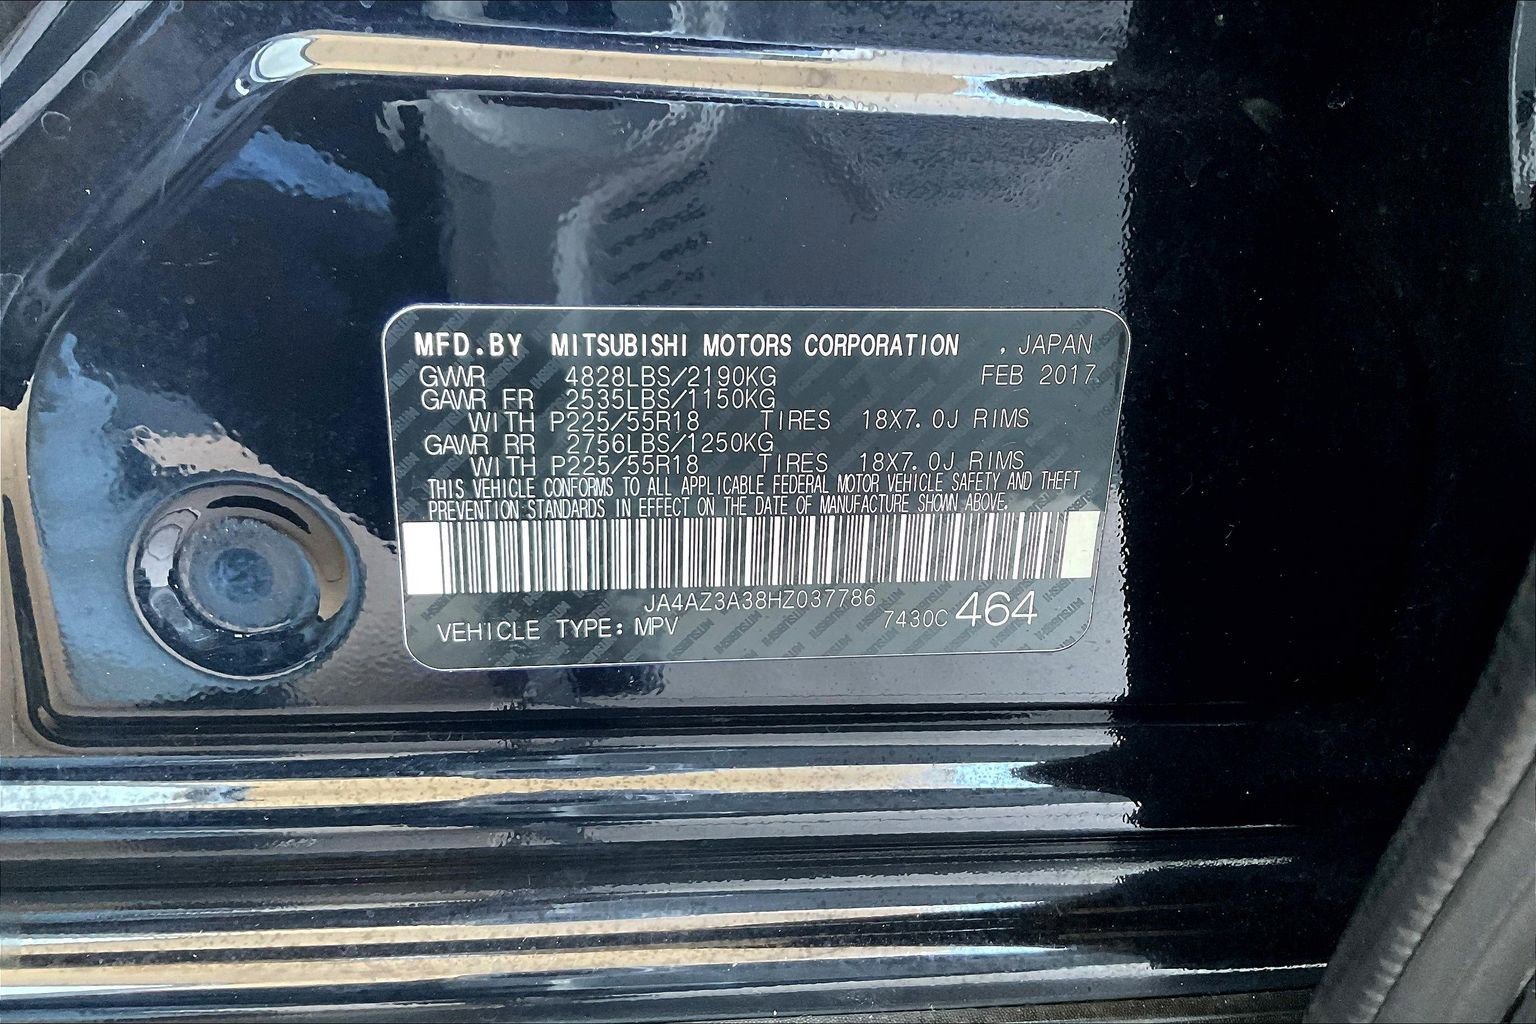 MFD.BY MITSUBISHI MOTORS CORPORATION , JAPAN
GVWR 4828LBS/2190KG FEB 2017
GAWR FR 2535LBS/1150KG
WITH P225/55R18 TIRES 18X7.0J RIMS
GAWR RR 2756LBS/1250KG
WITH P225/55R18 TIRES 18X7.0J RIMS
THIS VEHICLE CONFORMS TO ALL APPLICABLE FEDERAL MOTOR VEHICLE SAFETY AND THEFT
PREVENTION STANDARDS IN EFFECT ON THE DATE OF MANUFACTURE SHOWN ABOVE.
JA4AZ3A38HZ037786
VEHICLE TYPE: MPV 7430C 464